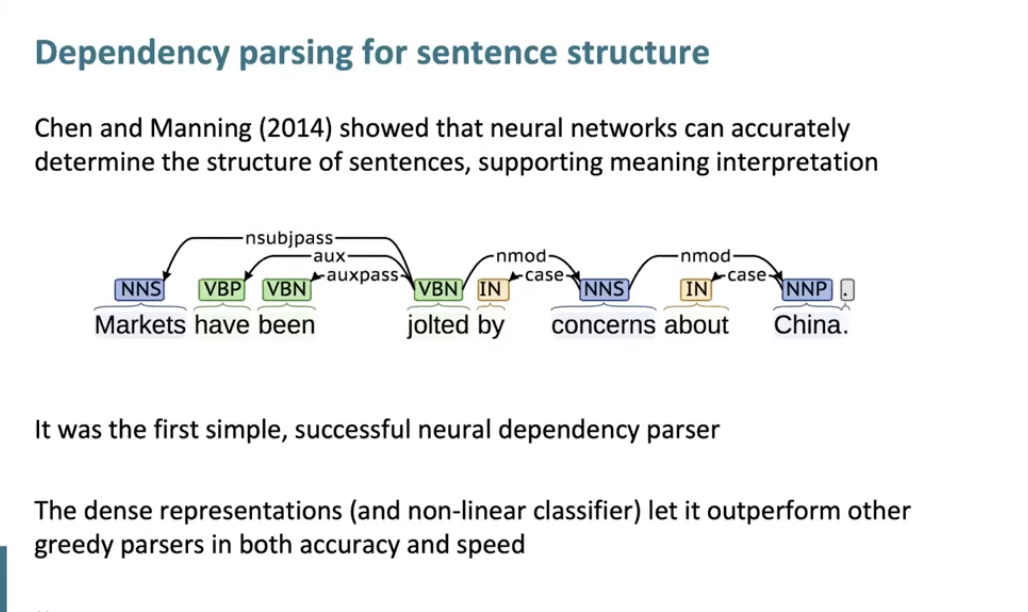 Dependency parsing for sentence structure
Chen and Manning (2014) showed that neural networks can accurately
determine the structure of sentences, supporting meaning interpretation
nsubjpass
aux nmod nmod
auxpass case case
NNS VBP VBN VBN IN NNS IN NNP .
Markets have been jolted by concerns about China.
It was the first simple, successful neural dependency parser
The dense representations (and non-linear classifier) let it outperform other
greedy parsers in both accuracy and speed